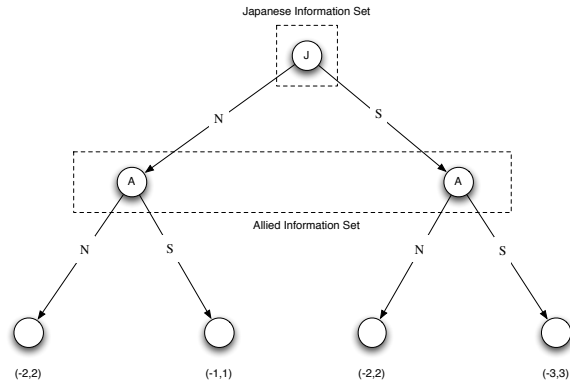 Japanese Information Set
J
N
S
A
A
Allied Information Set
N
S
N
S
(-2,2)
(-1,1)
(-2,2)
(-3,3)